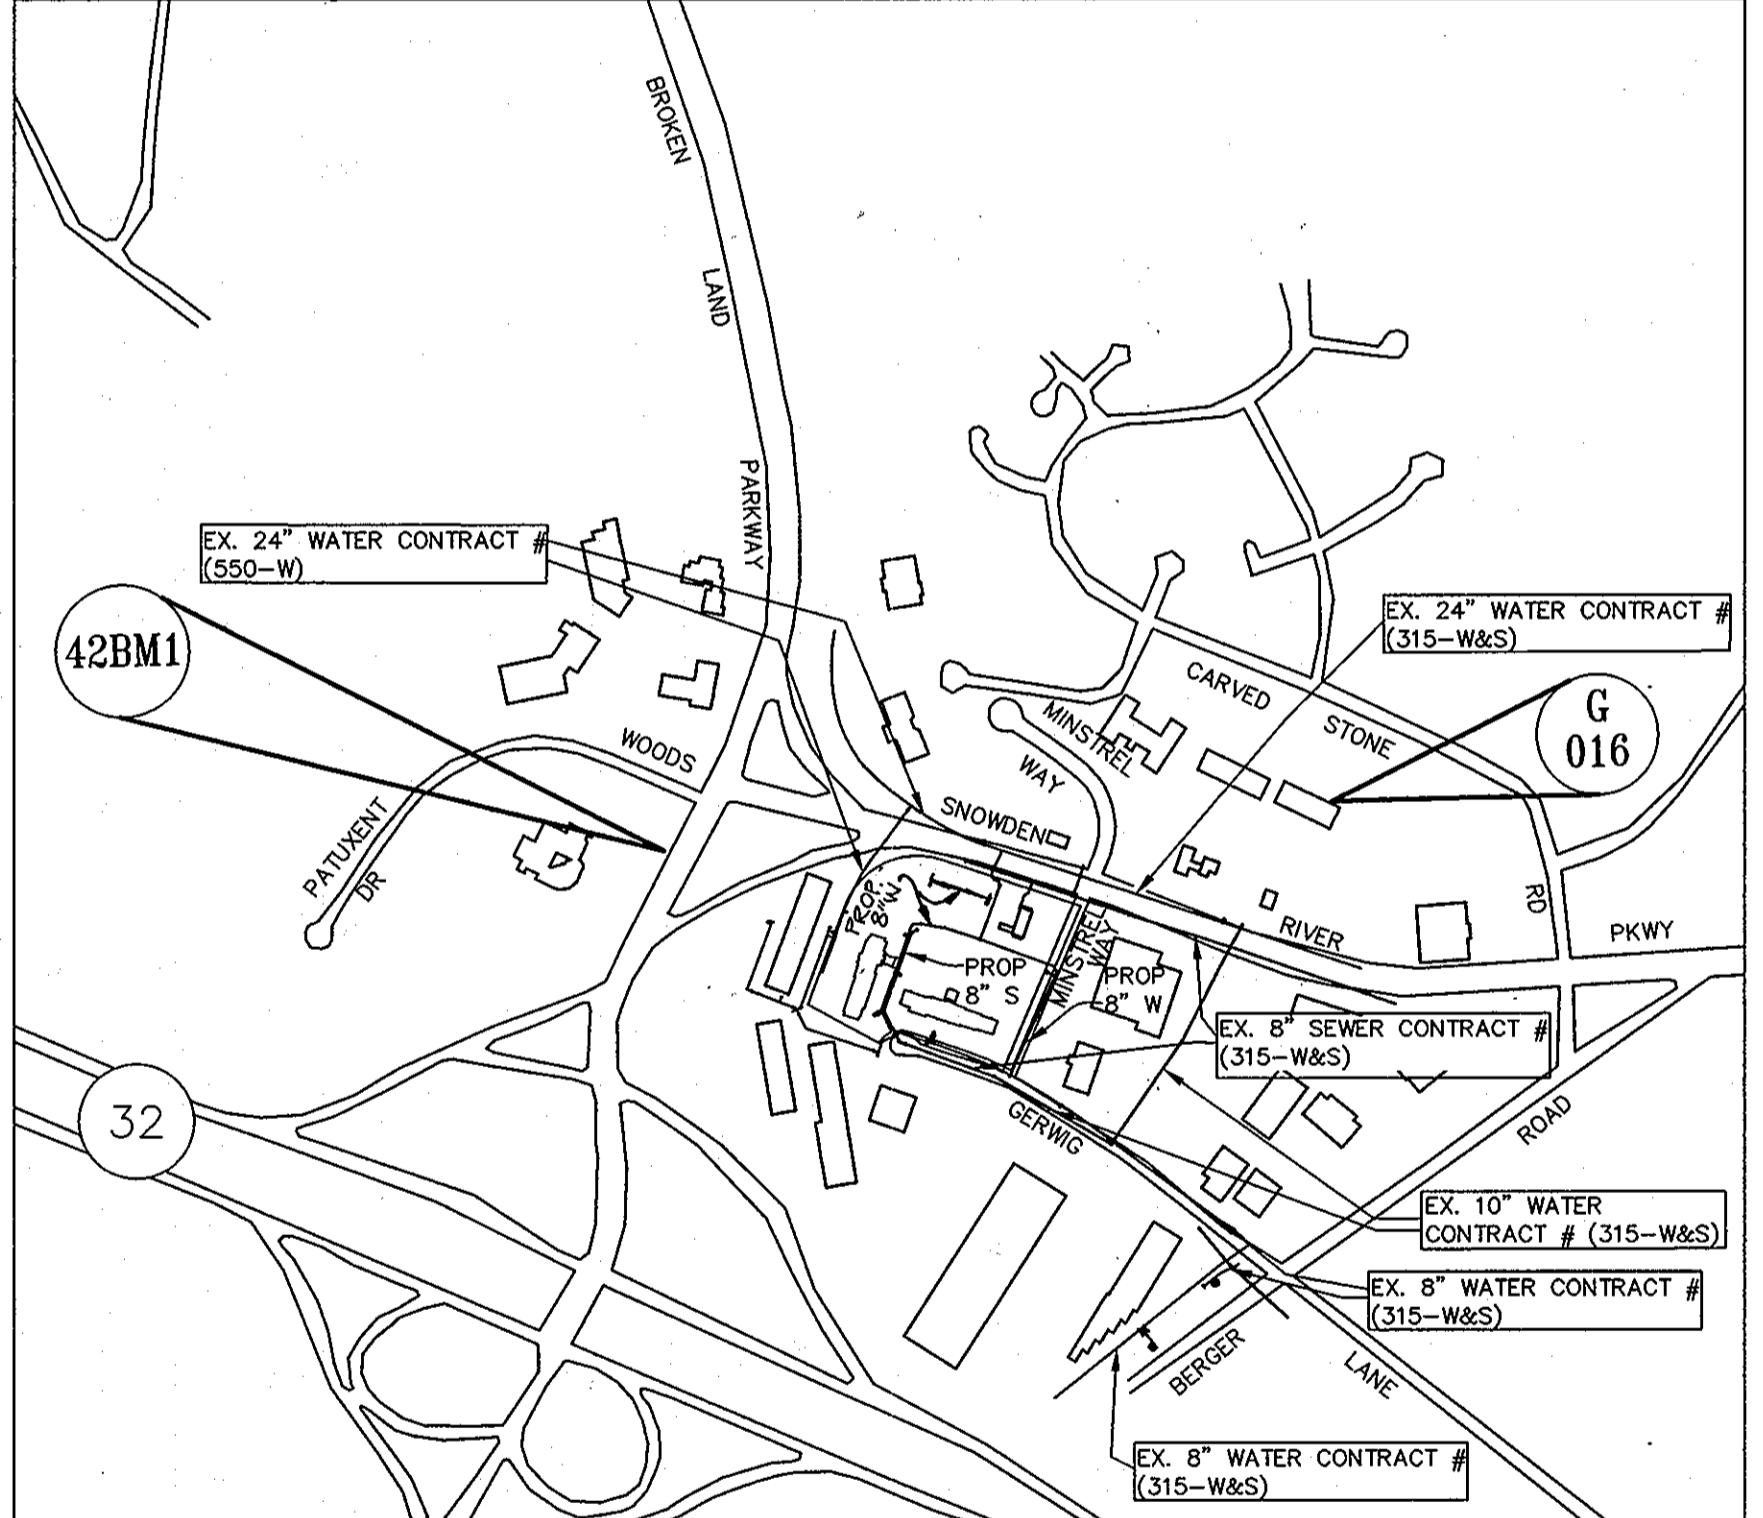 BROKEN
LAND
PARKWAY
EX. 24" WATER CONTRACT #
(550-W)
42BM1
EX. 24" WATER CONTRACT #
(315-W&S)
CARVED
STONE
RD
G
016
MINSTREL
WAY
WOODS
PATUXENT
DR
SNOWDEN
RIVER
PKWY
PROP.
8"W
PROP
8" S
MINSTREL
WAY
PROP
8" W
EX. 8" SEWER CONTRACT #
(315-W&S)
32
GERWIG
LANE
ROAD
BERGER
EX. 10" WATER
CONTRACT # (315-W&S)
EX. 8" WATER CONTRACT #
(315-W&S)
EX. 8" WATER CONTRACT #
(315-W&S)